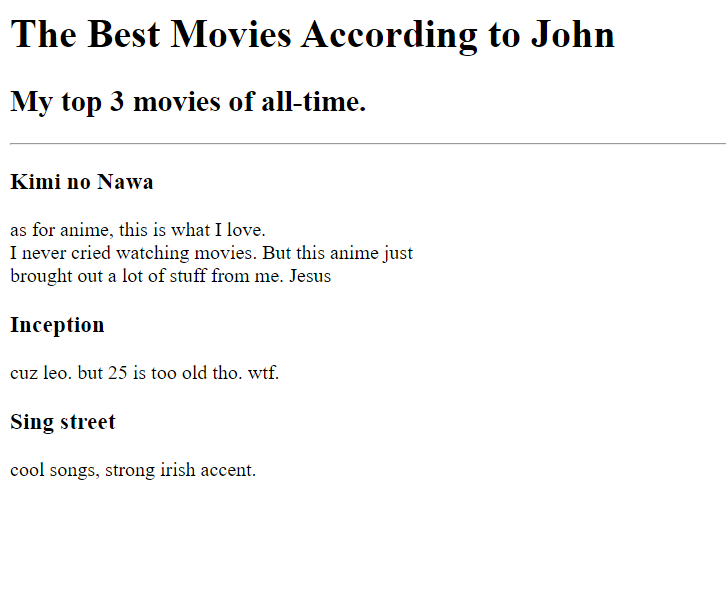 The Best Movies According to John
My top 3 movies of all-time.
Kimi no Nawa
as for anime, this is what I love.
I never cried watching movies. But this anime just
brought out a lot of stuff from me. Jesus
Inception
cuz leo. but 25 is too old tho. wtf.
Sing street
cool songs, strong irish accent.